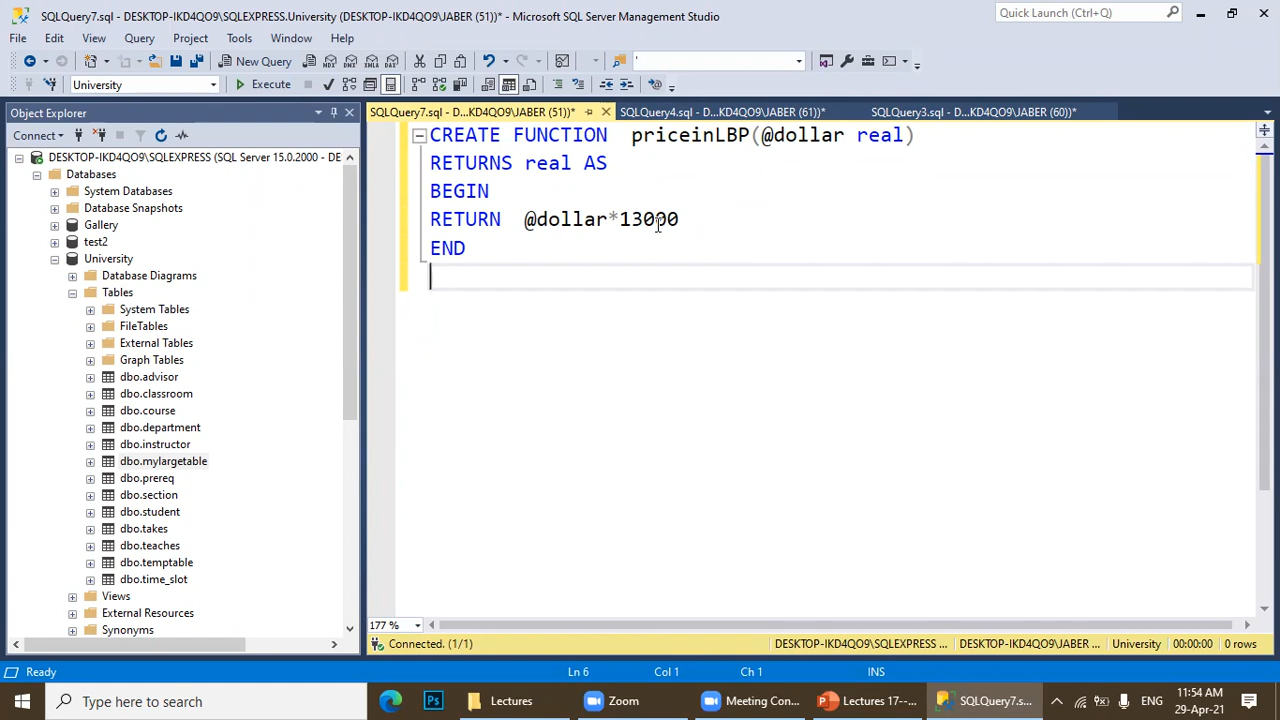 SQLQuery7.sql - DESKTOP-IKD4QO9\SQLEXPRESS.University (DESKTOP-IKD4QO9\JABER (51))* - Microsoft SQL Server Management Studio
Quick Launch (Ctrl+Q)
File Edit View Query Project Tools Window Help
New Query MDX DMX XMLA DAX '
University Execute
Object Explorer
SQLQuery7.sql - D...KD4QO9\JABER (51))* SQLQuery4.sql - D...KD4QO9\JABER (61))* SQLQuery3.sql - D...KD4QO9\JABER (60))*
Connect
DESKTOP-IKD4QO9\SQLEXPRESS (SQL Server 15.0.2000 - DE
Databases
System Databases
Database Snapshots
Gallery
test2
University
Database Diagrams
Tables
System Tables
FileTables
External Tables
Graph Tables
dbo.advisor
dbo.classroom
dbo.course
dbo.department
dbo.instructor
dbo.mylargetable
dbo.prereq
dbo.section
dbo.student
dbo.takes
dbo.teaches
dbo.temptable
dbo.time_slot
Views
External Resources
Synonyms
CREATE FUNCTION  priceinLBP(@dollar real)
RETURNS real AS
BEGIN
RETURN  @dollar*13000
END
177 %
Connected. (1/1) DESKTOP-IKD4QO9\SQLEXPRESS ... DESKTOP-IKD4QO9\JABER ... University 00:00:00 0 rows
Ready Ln 6 Col 1 Ch 1 INS
Type here to search Ps Lectures Zoom Meeting Con... Lectures 17--... SQLQuery7.s... ENG 11:54 AM
29-Apr-21